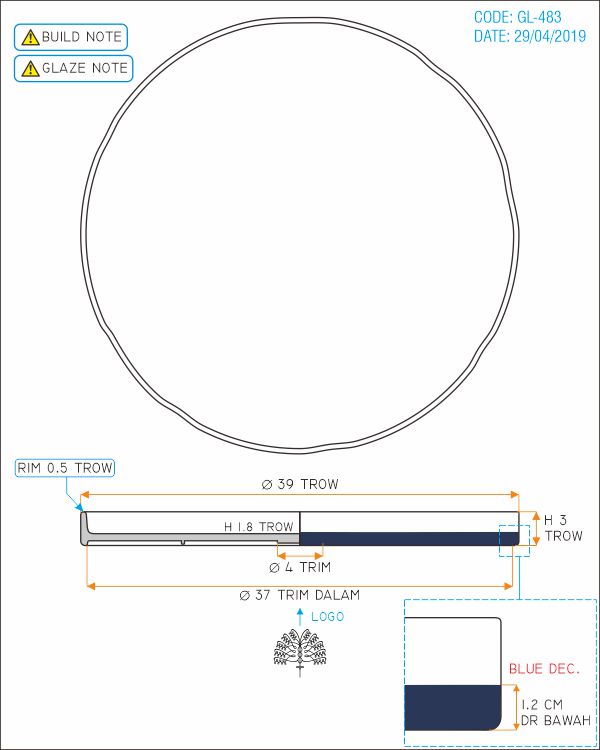 CODE: GL-483
DATE: 29/04/2019
BUILD NOTE
GLAZE NOTE
RIM 0.5 TROW
Ø 39 TROW
H 1.8 TROW
H 3
TROW
Ø 4 TRIM
Ø 37 TRIM DALAM
LOGO
BLUE DEC.
1.2 CM
DR BAWAH